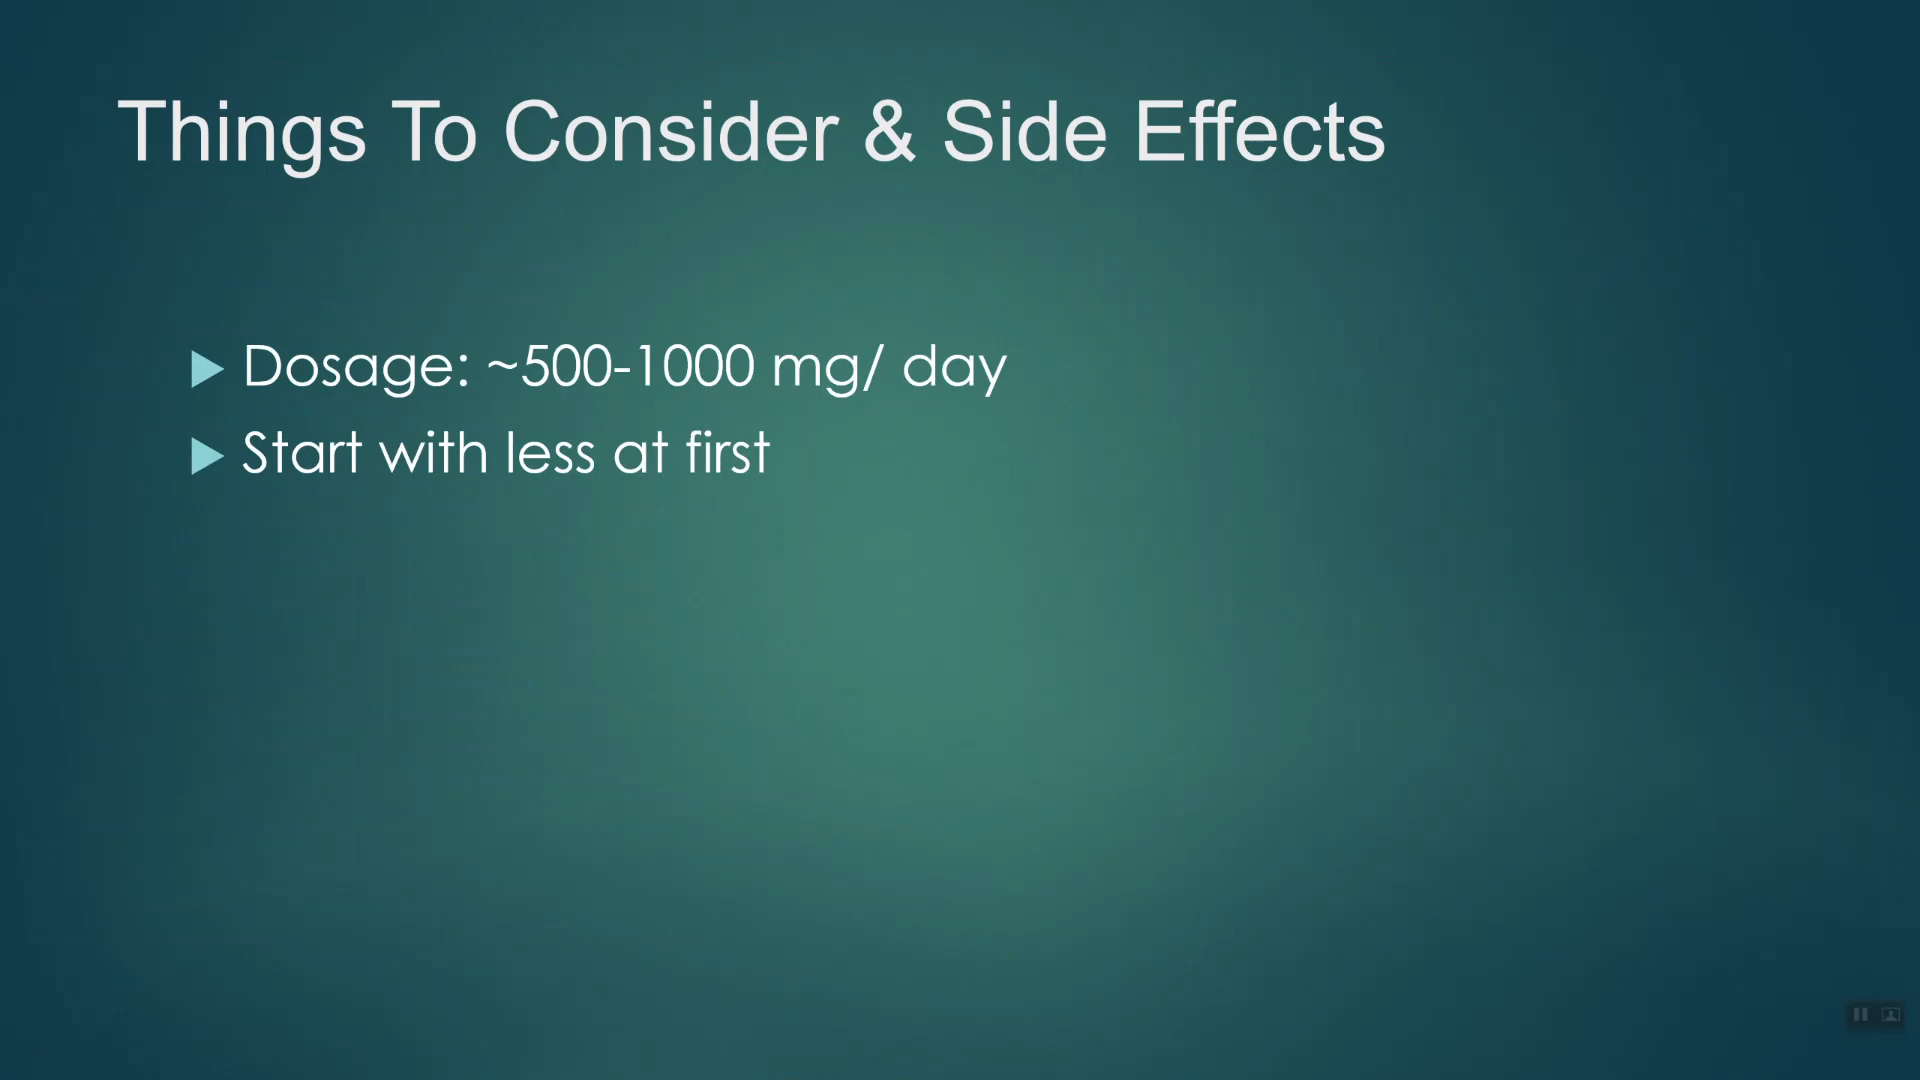 Things To Consider & Side Effects
Dosage: ~500-1000 mg/ day
Start with less at first